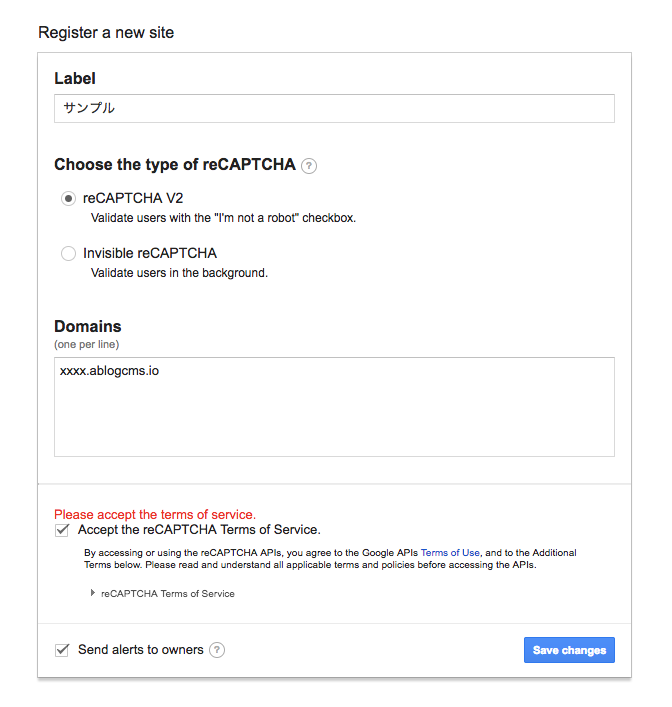 Register a new site
Label
サンプル
Choose the type of reCAPTCHA ?
reCAPTCHA V2
Validate users with the "I'm not a robot" checkbox.
Invisible reCAPTCHA
Validate users in the background.
Domains
(one per line)
xxxx.ablogcms.io
Please accept the terms of service.
Accept the reCAPTCHA Terms of Service.
By accessing or using the reCAPTCHA APIs, you agree to the Google APIs Terms of Use, and to the Additional
Terms below. Please read and understand all applicable terms and policies before accessing the APIs.
reCAPTCHA Terms of Service
Send alerts to owners ?
Save changes